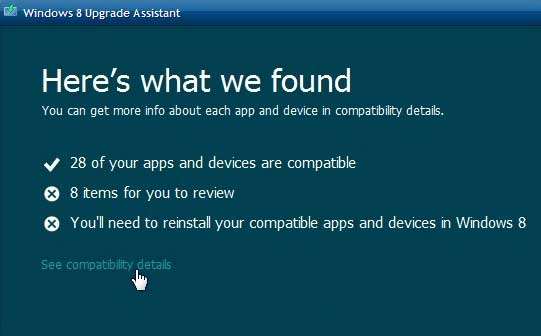 Windows 8 Upgrade Assistant
Here's what we found
You can get more info about each app and device in compatibility details.
28 of your apps and devices are compatible
8 items for you to review
You'll need to reinstall your compatible apps and devices in Windows 8
See compatibility details